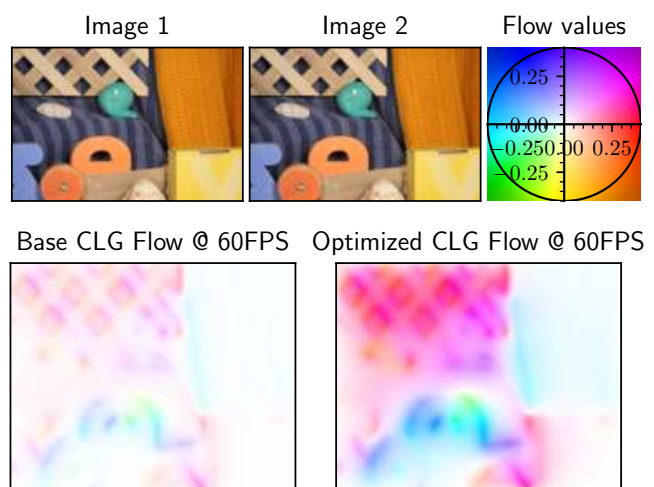 Image 1 Image 2 Flow values
0.25
0.00
−0.25 0.00 0.25
−0.25
Base CLG Flow @ 60FPS Optimized CLG Flow @ 60FPS